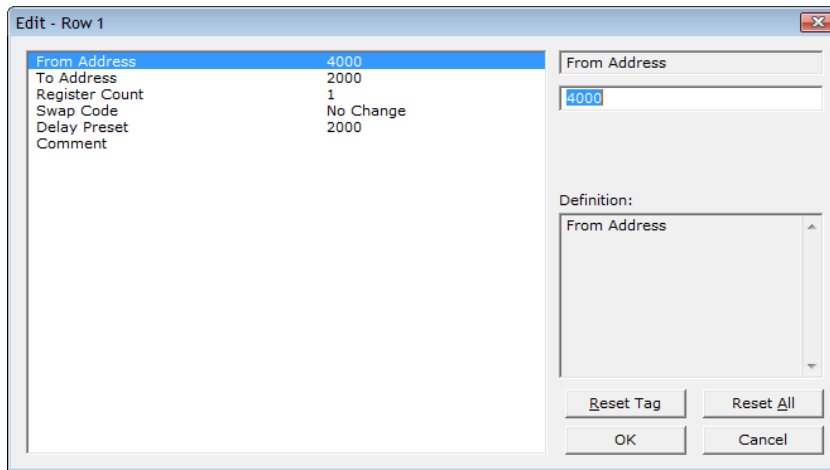 Edit - Row 1
From Address 4000
To Address 2000
Register Count 1
Swap Code No Change
Delay Preset 2000
Comment
From Address
4000
Definition:
From Address
Reset Tag Reset All
OK Cancel